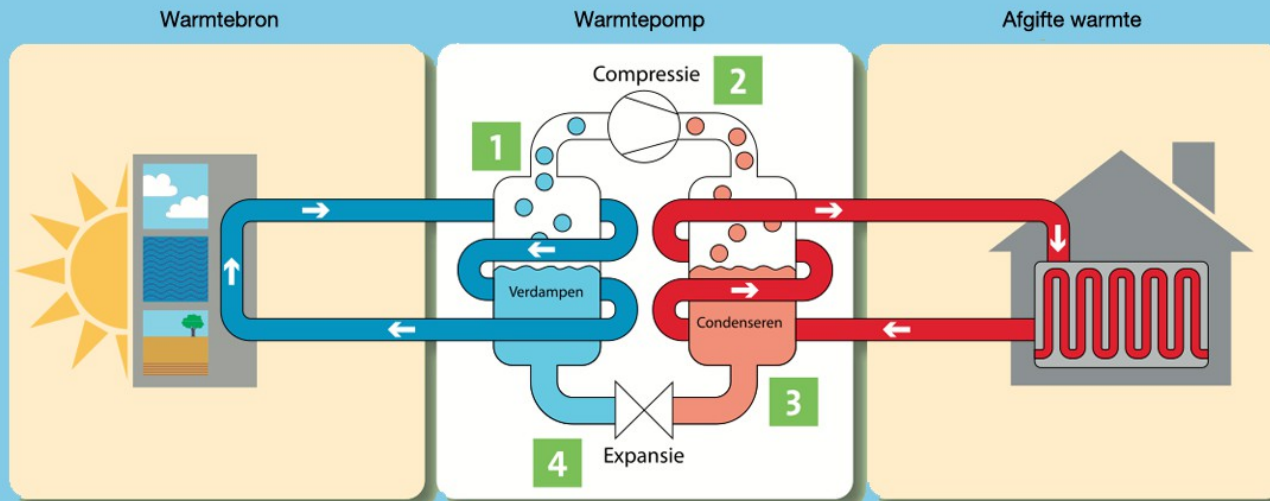 Warmtebron
Warmtepomp
Afgifte warmte
Compressie
2
1
Verdampen
Condenseren
3
4
Expansie